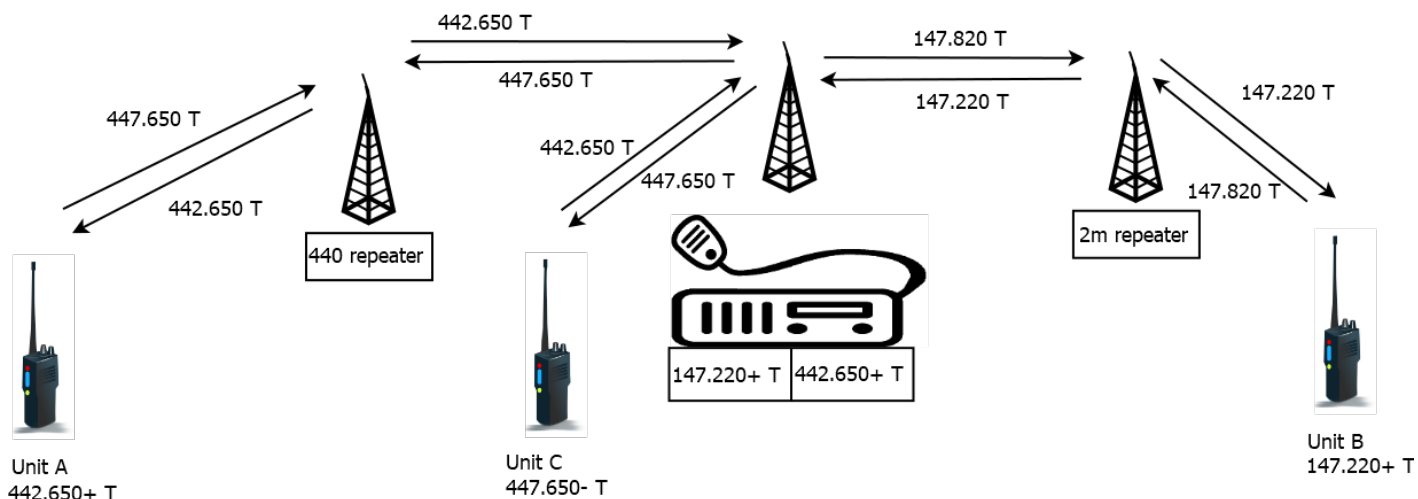 442.650 T
447.650 T
147.820 T
147.220 T
447.650 T
442.650 T
442.650 T
447.650 T
147.220 T
147.820 T
440 repeater
2m repeater
147.220+ T
442.650+ T
Unit A
442.650+ T
Unit C
447.650- T
Unit B
147.220+ T